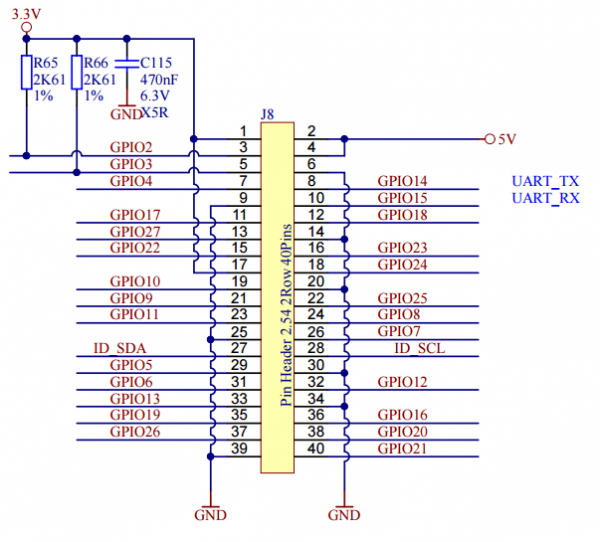 3.3V
R65
2K61
1%
R66
2K61
1%
C115
470nF
6.3V
X5R
GND
J8
Pin Header 2.54 2Row 40Pins
1 2 5V
GPIO2 3 4
GPIO3 5 6
GPIO4 7 8 GPIO14 UART_TX
9 10 GPIO15 UART_RX
GPIO17 11 12 GPIO18
GPIO27 13 14
GPIO22 15 16 GPIO23
17 18 GPIO24
GPIO10 19 20
GPIO9 21 22 GPIO25
GPIO11 23 24 GPIO8
25 26 GPIO7
ID_SDA 27 28 ID_SCL
GPIO5 29 30
GPIO6 31 32 GPIO12
GPIO13 33 34
GPIO19 35 36 GPIO16
GPIO26 37 38 GPIO20
39 40 GPIO21
GND GND